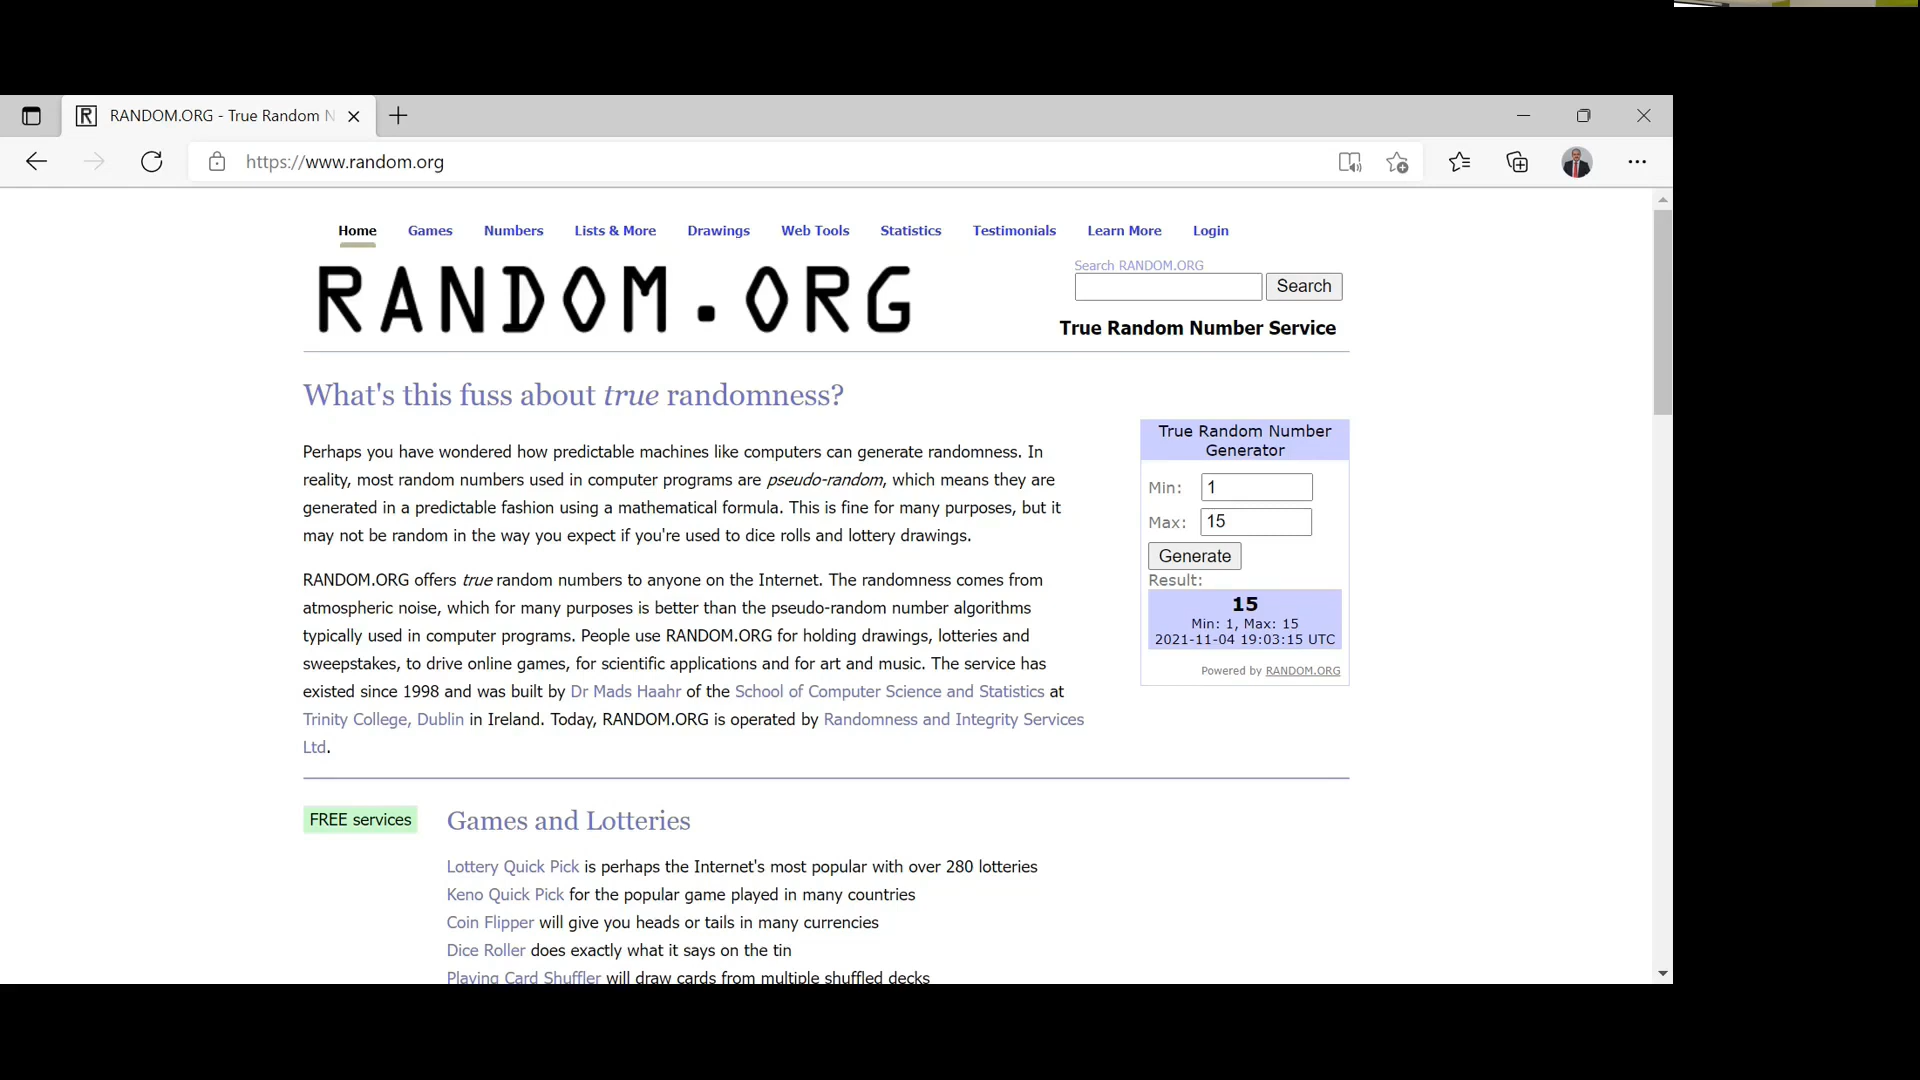 RANDOM.ORG - True Random N
https://www.random.org
Home Games Numbers Lists & More Drawings Web Tools Statistics Testimonials Learn More Login
RANDOM.ORG
Search RANDOM.ORG
Search
True Random Number Service
What's this fuss about true randomness?
Perhaps you have wondered how predictable machines like computers can generate randomness. In
reality, most random numbers used in computer programs are pseudo-random, which means they are
generated in a predictable fashion using a mathematical formula. This is fine for many purposes, but it
may not be random in the way you expect if you're used to dice rolls and lottery drawings.
RANDOM.ORG offers true random numbers to anyone on the Internet. The randomness comes from
atmospheric noise, which for many purposes is better than the pseudo-random number algorithms
typically used in computer programs. People use RANDOM.ORG for holding drawings, lotteries and
sweepstakes, to drive online games, for scientific applications and for art and music. The service has
existed since 1998 and was built by Dr Mads Haahr of the School of Computer Science and Statistics at
Trinity College, Dublin in Ireland. Today, RANDOM.ORG is operated by Randomness and Integrity Services
Ltd.
True Random Number
Generator
Min: 1
Max: 15
Generate
Result:
15
Min: 1, Max: 15
2021-11-04 19:03:15 UTC
Powered by RANDOM.ORG
FREE services
Games and Lotteries
Lottery Quick Pick is perhaps the Internet's most popular with over 280 lotteries
Keno Quick Pick for the popular game played in many countries
Coin Flipper will give you heads or tails in many currencies
Dice Roller does exactly what it says on the tin
Playing Card Shuffler will draw cards from multiple shuffled decks